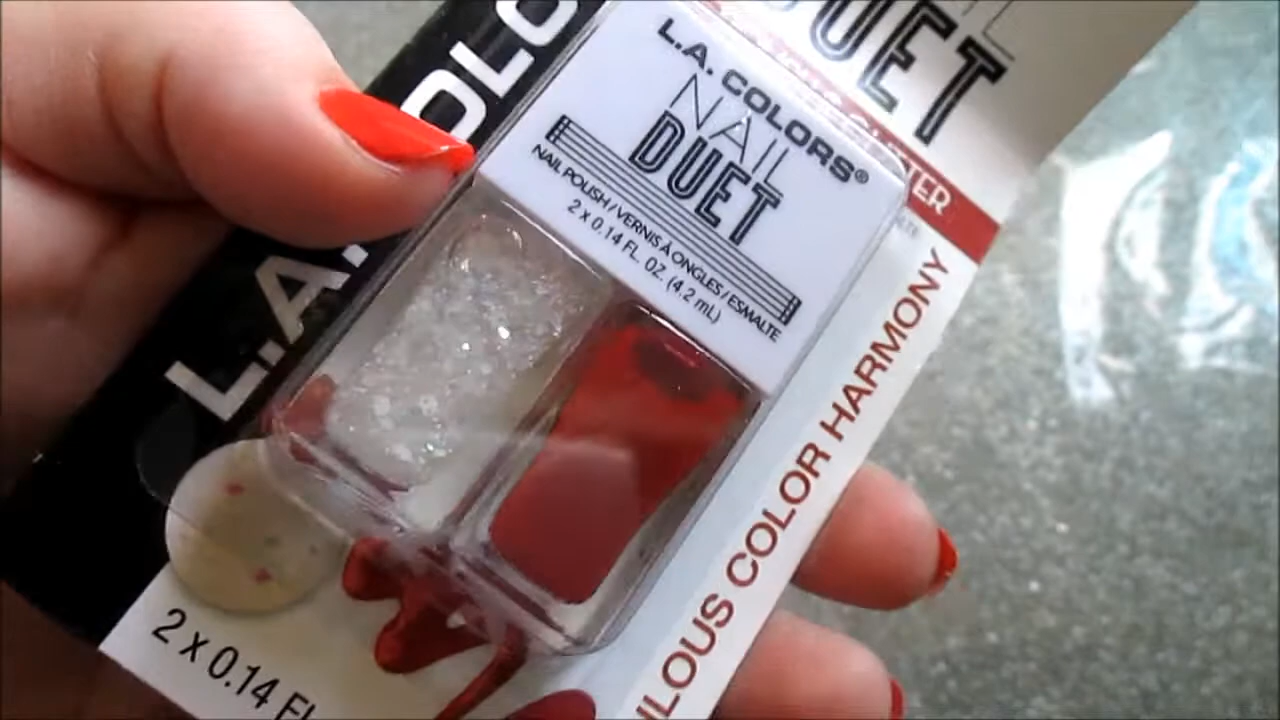 L.A. COLORS®
NAIL
DUET
NAIL POLISH / VERNIS À ONGLES / ESMALTE
2 x 0.14 FL. OZ. (4.2 mL)
DUET
COLOR HARMONY
L.A.
2 x 0.14